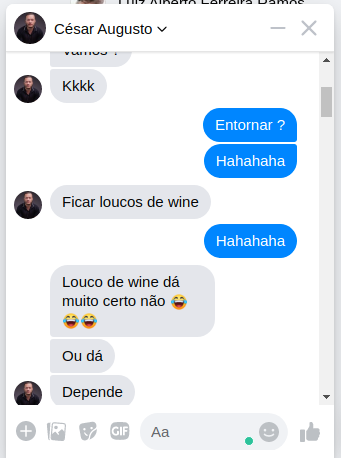 Luiz Alberto Ferreira Ramos
César Augusto
Vamos ?
Kkkk
Entornar ?
Hahahaha
Ficar loucos de wine
Hahahaha
Louco de wine dá
muito certo não 😂
😂😂
Ou dá
Depende
GIF
Aa